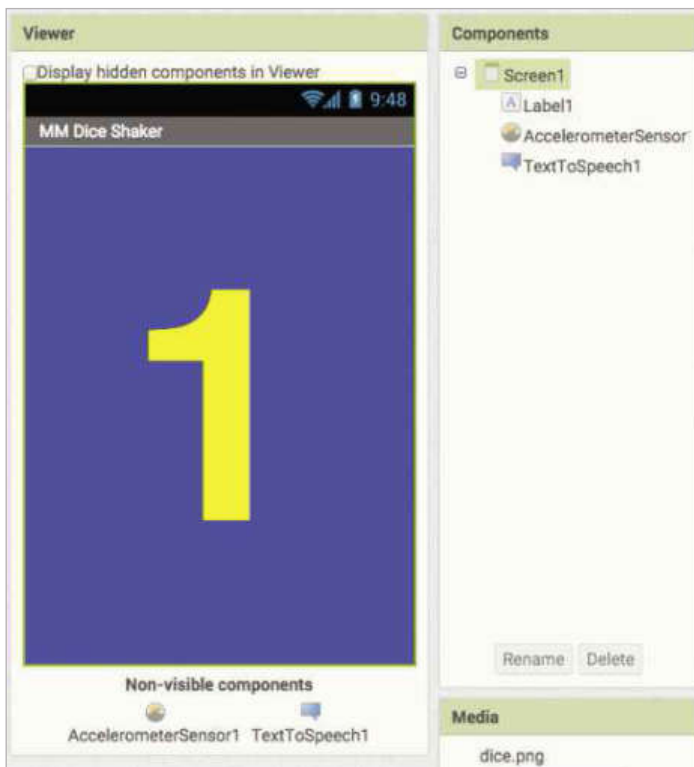 Viewer
Display hidden components in Viewer
9:48
MM Dice Shaker
1
Non-visible components
AccelerometerSensor1 TextToSpeech1
Components
Screen1
A Label1
AccelerometerSensor
TextToSpeech1
Rename Delete
Media
dice.png